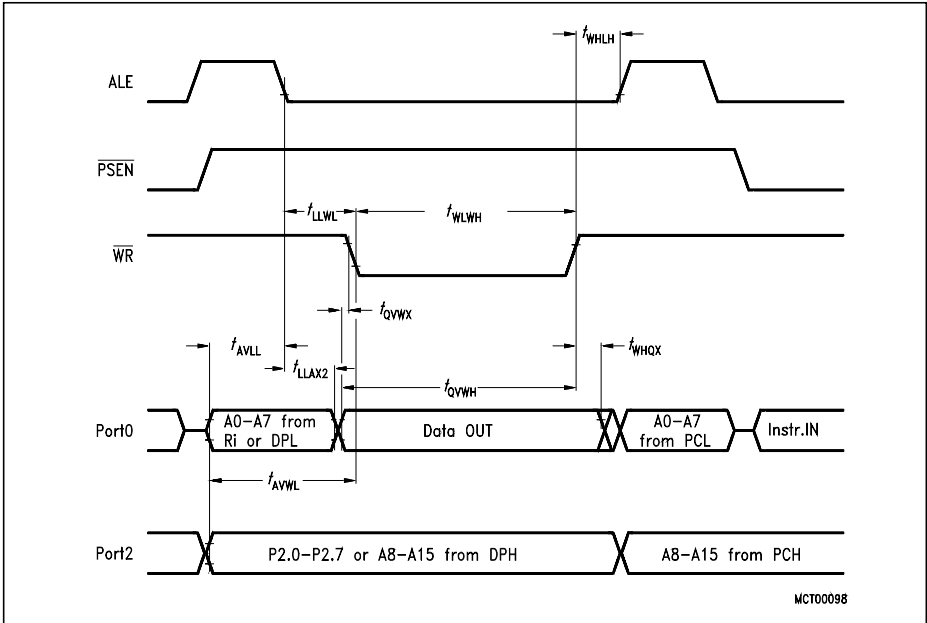 tWHLH
ALE
PSEN
tLLWL
tWLWH
WR
tQVWX
tAVLL
tWHQX
tLLAX2
tQVWH
Port0
A0-A7 from
Ri or DPL
Data OUT
A0-A7
from PCL
Instr.IN
tAVWL
Port2
P2.0-P2.7 or A8-A15 from DPH
A8-A15 from PCH
MCT00098